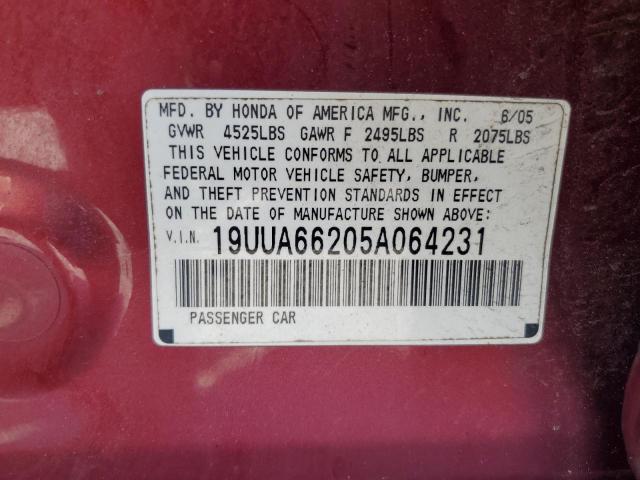 MFD. BY HONDA OF AMERICA MFG., INC. 6/05
GVWR 4525LBS GAWR F 2495LBS R 2075LBS
THIS VEHICLE CONFORMS TO ALL APPLICABLE
FEDERAL MOTOR VEHICLE SAFETY, BUMPER,
AND THEFT PREVENTION STANDARDS IN EFFECT
ON THE DATE OF MANUFACTURE SHOWN ABOVE:
V.I.N. 19UUA66205A064231
PASSENGER CAR